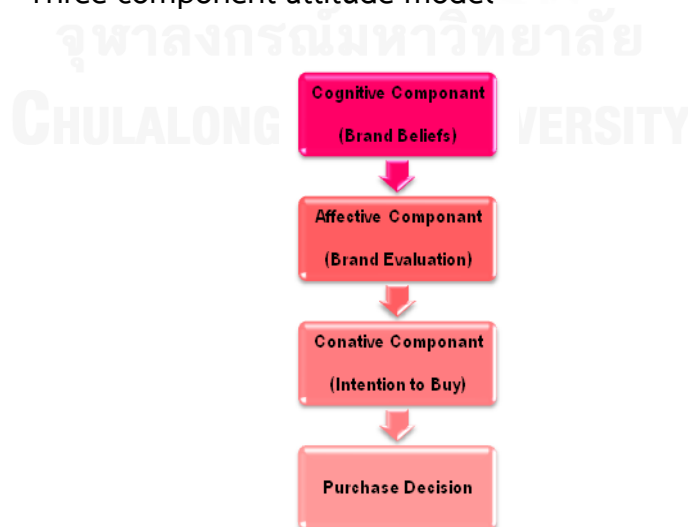 Three component attitude model
จุฬาลงกรณ์มหาวิทยาลัย
CHULALONG VERSITY
Cognitive Componant
(Brand Beliefs)
Affective Componant
(Brand Evaluation)
Conative Componant
(Intention to Buy)
Purchase Decision